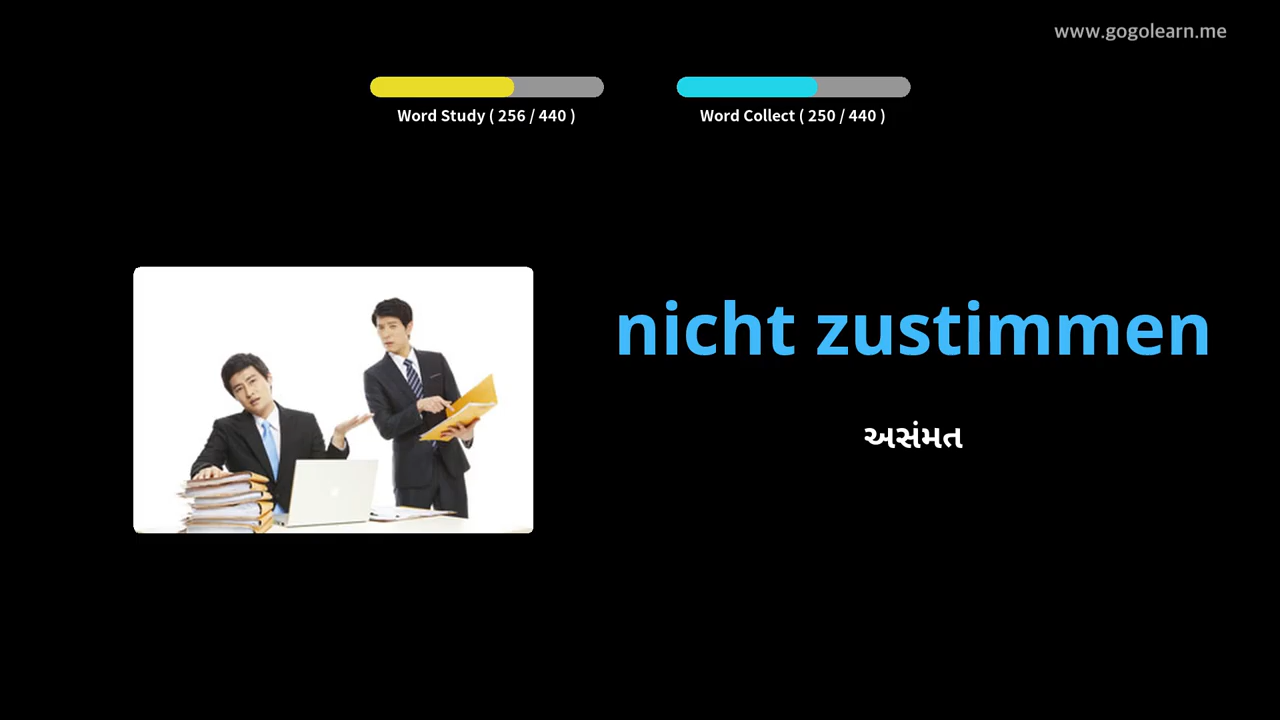 www.gogolearn.me
Word Study ( 256 / 440 )
Word Collect ( 250 / 440 )
nicht zustimmen
અસંમત